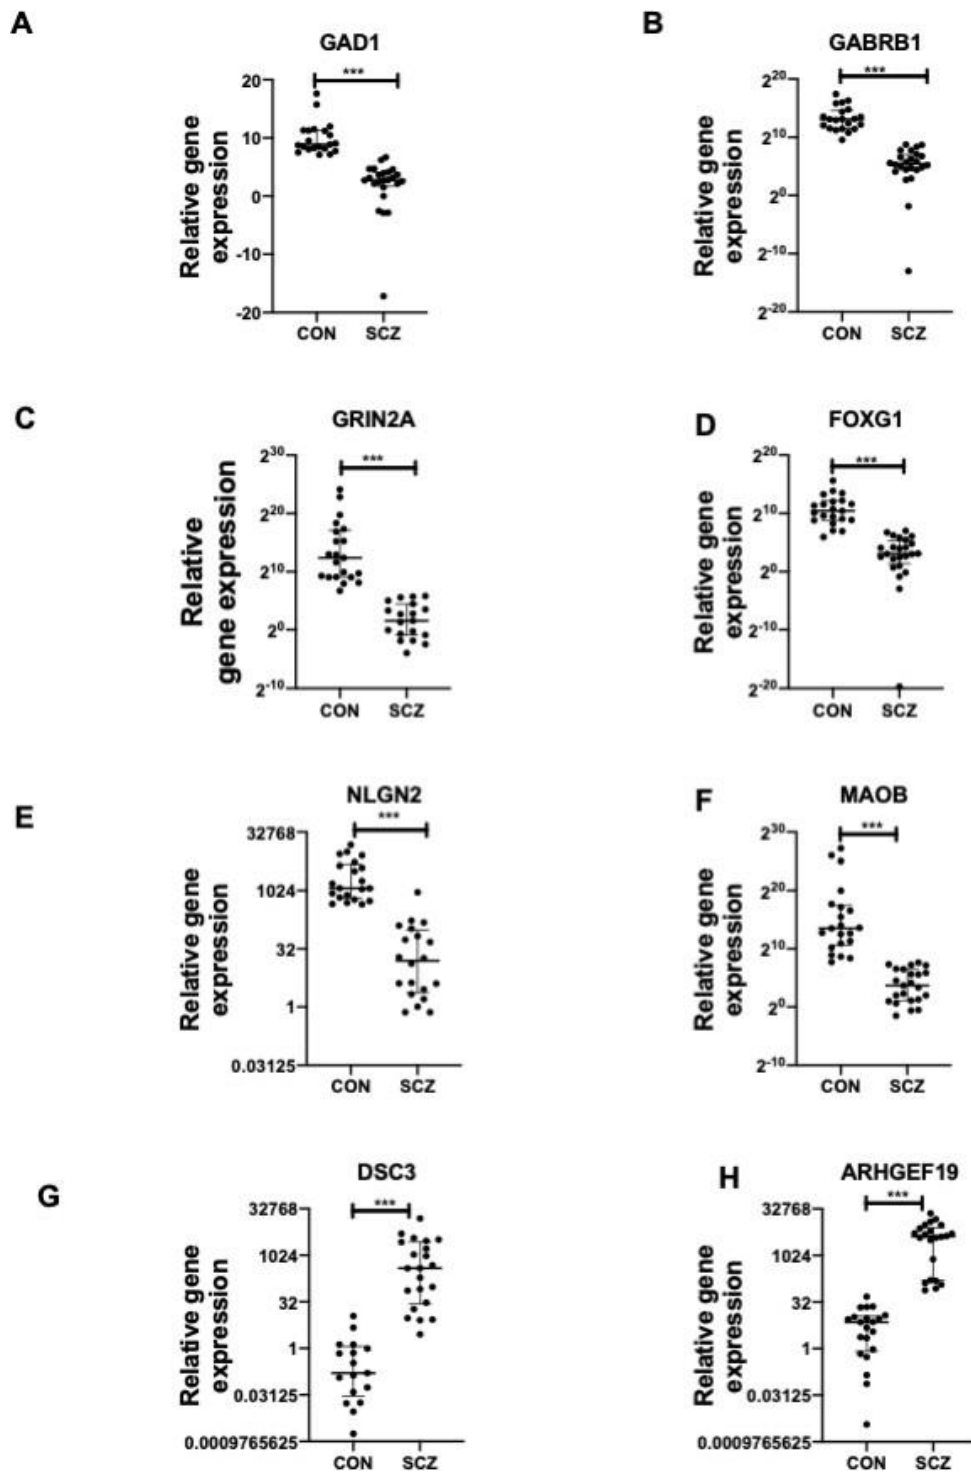 A
GAD1
***
20
10
0
-10
-20
Relative gene
expression
CON SCZ
B
GABRB1
***
2^20
2^10
2^0
2^-10
2^-20
Relative gene
expression
CON SCZ
C
GRIN2A
***
2^30
2^20
2^10
2^0
2^-10
Relative
gene expression
CON SCZ
D
FOXG1
***
2^20
2^10
2^0
2^-10
2^-20
Relative gene
expression
CON SCZ
E
NLGN2
***
32768
1024
32
1
0.03125
Relative gene
expression
CON SCZ
F
MAOB
***
2^30
2^20
2^10
2^0
2^-10
Relative gene
expression
CON SCZ
G
DSC3
***
32768
1024
32
1
0.03125
0.0009765625
Relative gene
expression
CON SCZ
H
ARHGEF19
***
32768
1024
32
1
0.03125
0.0009765625
Relative gene
expression
CON SCZ